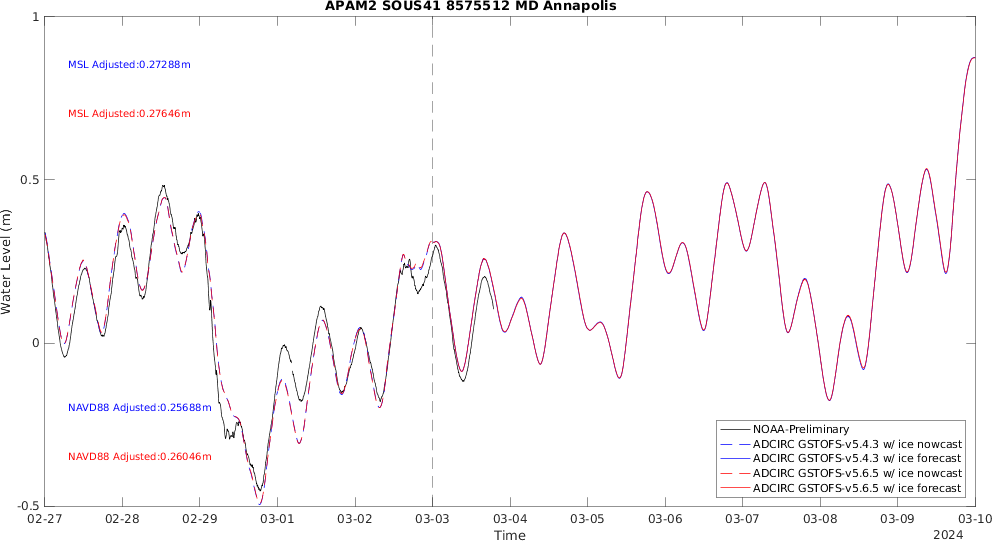 APAM2 SOUS41 8575512 MD Annapolis
1
0.5
0
-0.5
Water Level (m)
MSL Adjusted:0.27288m
MSL Adjusted:0.27646m
NAVD88 Adjusted:0.25688m
NAVD88 Adjusted:0.26046m
NOAA-Preliminary
ADCIRC GSTOFS-v5.4.3 w/ ice nowcast
ADCIRC GSTOFS-v5.4.3 w/ ice forecast
ADCIRC GSTOFS-v5.6.5 w/ ice nowcast
ADCIRC GSTOFS-v5.6.5 w/ ice forecast
02-27 02-28 02-29 03-01 03-02 03-03 03-04 03-05 03-06 03-07 03-08 03-09 03-10
Time
2024